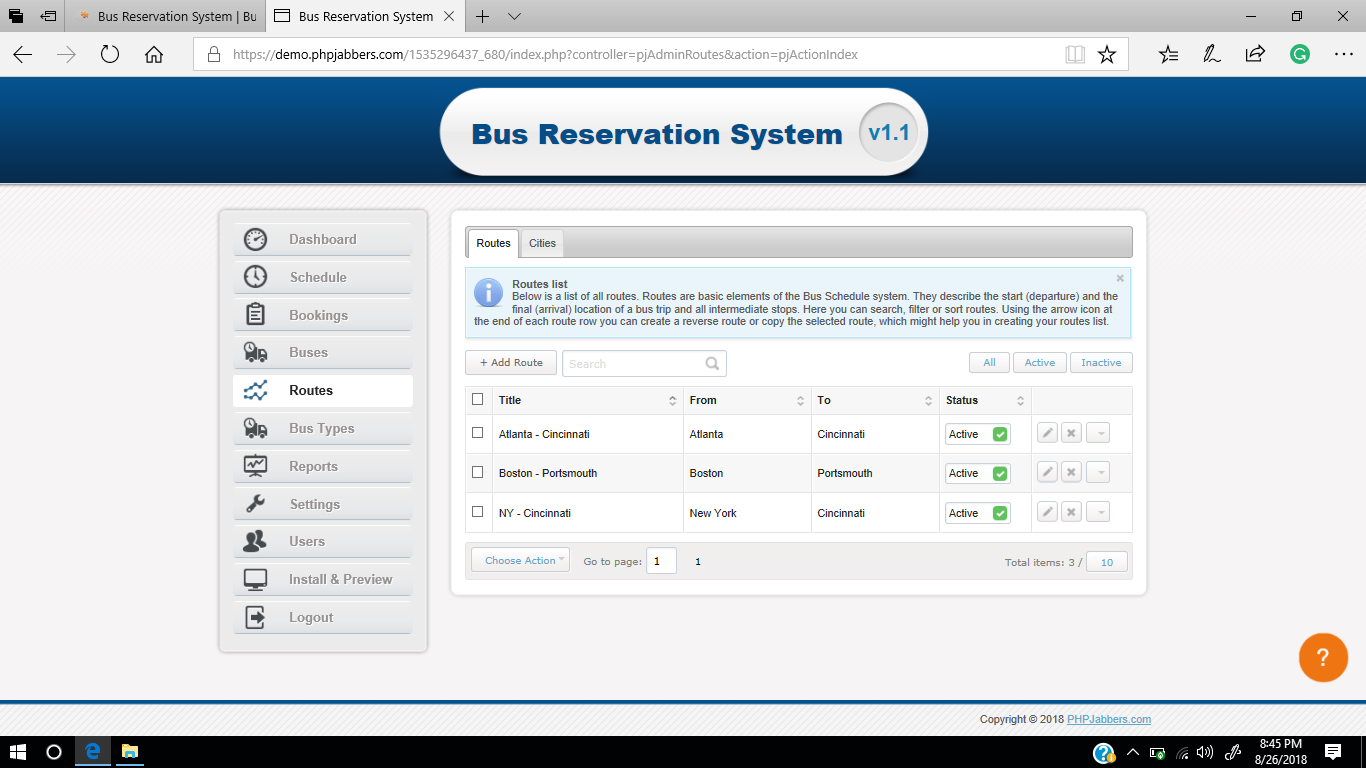 Bus Reservation System | Bu
Bus Reservation System
https://demo.phpjabbers.com/1535296437_680/index.php?controller=pjAdminRoutes&action=pjActionIndex
Bus Reservation System v1.1
Dashboard
Schedule
Bookings
Buses
Routes
Bus Types
Reports
Settings
Users
Install & Preview
Logout
Routes Cities
Routes list
Below is a list of all routes. Routes are basic elements of the Bus Schedule system. They describe the start (departure) and the
final (arrival) location of a bus trip and all intermediate stops. Here you can search, filter or sort routes. Using the arrow icon at
the end of each route row you can create a reverse route or copy the selected route, which might help you in creating your routes list.
+ Add Route Search All Active Inactive
Title From To Status
Atlanta - Cincinnati Atlanta Cincinnati Active
Boston - Portsmouth Boston Portsmouth Active
NY - Cincinnati New York Cincinnati Active
Choose Action Go to page: 1 1 Total items: 3 / 10
?
Copyright © 2018 PHPJabbers.com
8:45 PM
8/26/2018